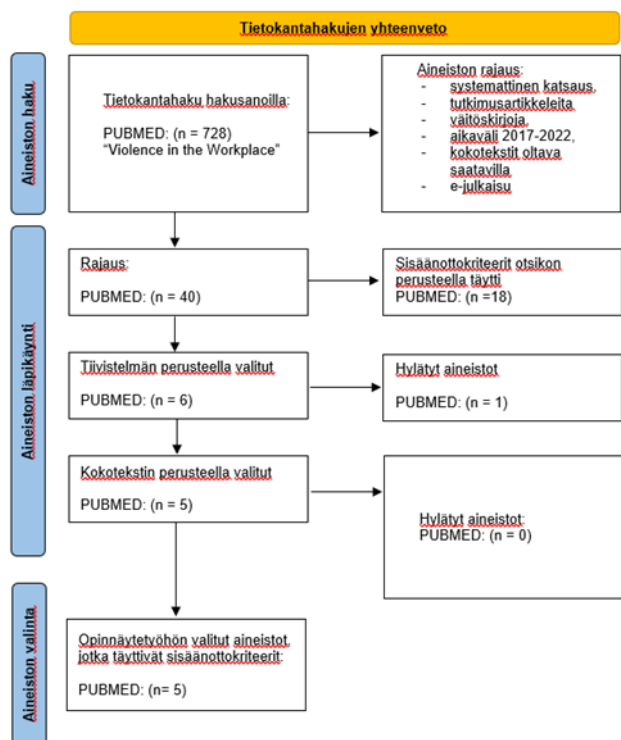 Tietokantahakujen yhteenveto
Aineiston haku
Tietokantahaku hakusanoilla:
PUBMED: (n = 728)
"Violence in the Workplace"
Aineiston rajaus:
- systemattinen katsaus,
- tutkimusartikkeleita
- väitöskirjoja,
- aikaväli 2017-2022,
- kokotekstit oltava
saatavilla
- e-julkaisu
Aineiston läpikäynti
Rajaus:
PUBMED: (n = 40)
Sisäänottokriteerit otsikon
perusteella täytti
PUBMED: (n =18)
Tiivistelmän perusteella valitut
PUBMED: (n = 6)
Hylätyt aineistot
PUBMED: (n = 1)
Kokotekstin perusteella valitut
PUBMED: (n = 5)
Hylätyt aineistot:
PUBMED: (n = 0)
Aineiston valinta
Opinnäytetyöhön valitut aineistot,
jotka täyttivät sisäänottokriteerit:
PUBMED: (n= 5)